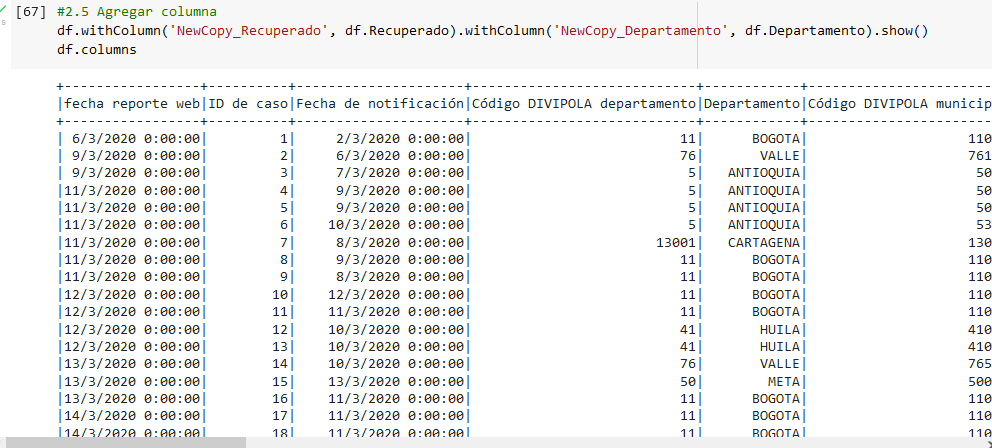 [67] #2.5 Agregar columna
df.withColumn('NewCopy_Recuperado', df.Recuperado).withColumn('NewCopy_Departamento', df.Departamento).show()
df.columns
+-----------------+----------+---------------------+----------------------------+------------+----------------------
|fecha reporte web|ID de caso|Fecha de notificación|Código DIVIPOLA departamento|Departamento|Código DIVIPOLA municip
+-----------------+----------+---------------------+----------------------------+------------+----------------------
| 6/3/2020 0:00:00| 1| 2/3/2020 0:00:00| 11| BOGOTA| 110
| 9/3/2020 0:00:00| 2| 6/3/2020 0:00:00| 76| VALLE| 761
| 9/3/2020 0:00:00| 3| 7/3/2020 0:00:00| 5| ANTIOQUIA| 50
|11/3/2020 0:00:00| 4| 9/3/2020 0:00:00| 5| ANTIOQUIA| 50
|11/3/2020 0:00:00| 5| 9/3/2020 0:00:00| 5| ANTIOQUIA| 50
|11/3/2020 0:00:00| 6| 10/3/2020 0:00:00| 5| ANTIOQUIA| 53
|11/3/2020 0:00:00| 7| 8/3/2020 0:00:00| 13001| CARTAGENA| 130
|11/3/2020 0:00:00| 8| 9/3/2020 0:00:00| 11| BOGOTA| 110
|11/3/2020 0:00:00| 9| 8/3/2020 0:00:00| 11| BOGOTA| 110
|12/3/2020 0:00:00| 10| 12/3/2020 0:00:00| 11| BOGOTA| 110
|12/3/2020 0:00:00| 11| 11/3/2020 0:00:00| 11| BOGOTA| 110
|12/3/2020 0:00:00| 12| 10/3/2020 0:00:00| 41| HUILA| 410
|12/3/2020 0:00:00| 13| 10/3/2020 0:00:00| 41| HUILA| 410
|13/3/2020 0:00:00| 14| 10/3/2020 0:00:00| 76| VALLE| 765
|13/3/2020 0:00:00| 15| 13/3/2020 0:00:00| 50| META| 500
|13/3/2020 0:00:00| 16| 11/3/2020 0:00:00| 11| BOGOTA| 110
|14/3/2020 0:00:00| 17| 11/3/2020 0:00:00| 11| BOGOTA| 110
|14/3/2020 0:00:00| 18| 11/3/2020 0:00:00| 11| BOGOTA| 110